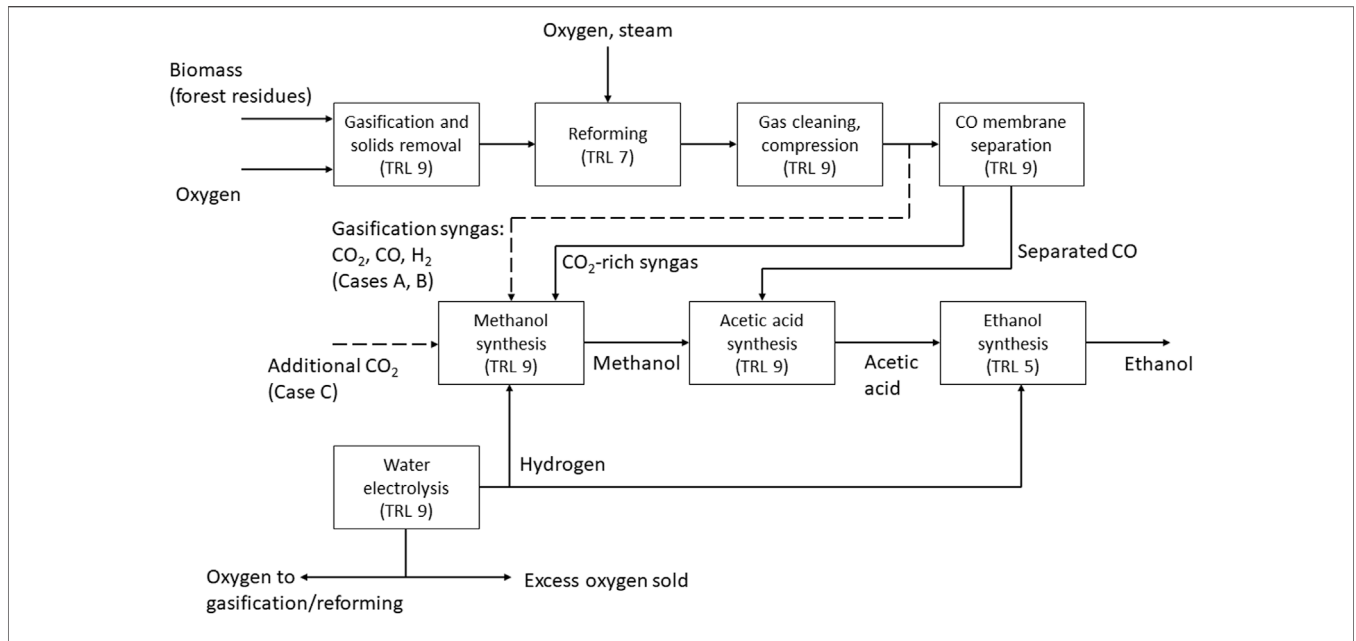 Oxygen, steam
Biomass
(forest residues)
Gasification and
solids removal
(TRL 9)
Reforming
(TRL 7)
Gas cleaning,
compression
(TRL 9)
CO membrane
separation
(TRL 9)
Oxygen
Gasification syngas:
CO₂, CO, H₂
(Cases A, B)
CO₂-rich syngas
Separated CO
Methanol
synthesis
(TRL 9)
Acetic acid
synthesis
(TRL 9)
Ethanol
synthesis
(TRL 5)
Additional CO₂
(Case C)
Methanol
Acetic
acid
Ethanol
Water
electrolysis
(TRL 9)
Hydrogen
Oxygen to
gasification/reforming
Excess oxygen sold